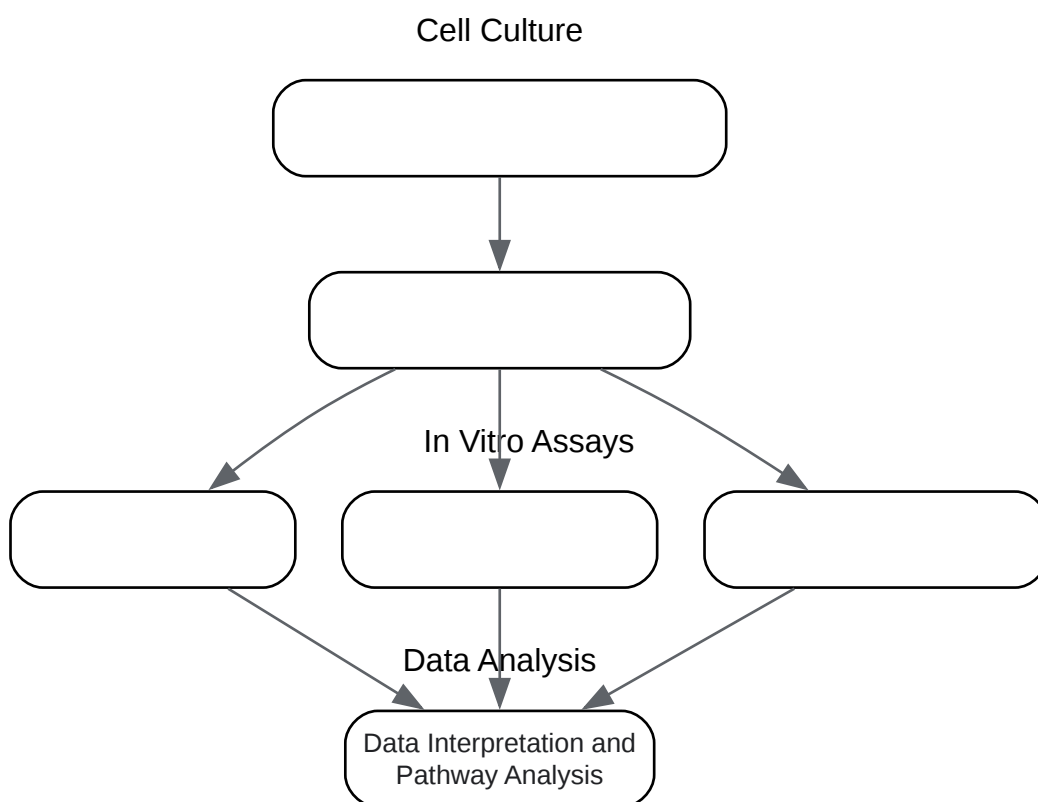 Cell Culture
In Vitro Assays
Data Analysis
Data Interpretation and
Pathway Analysis